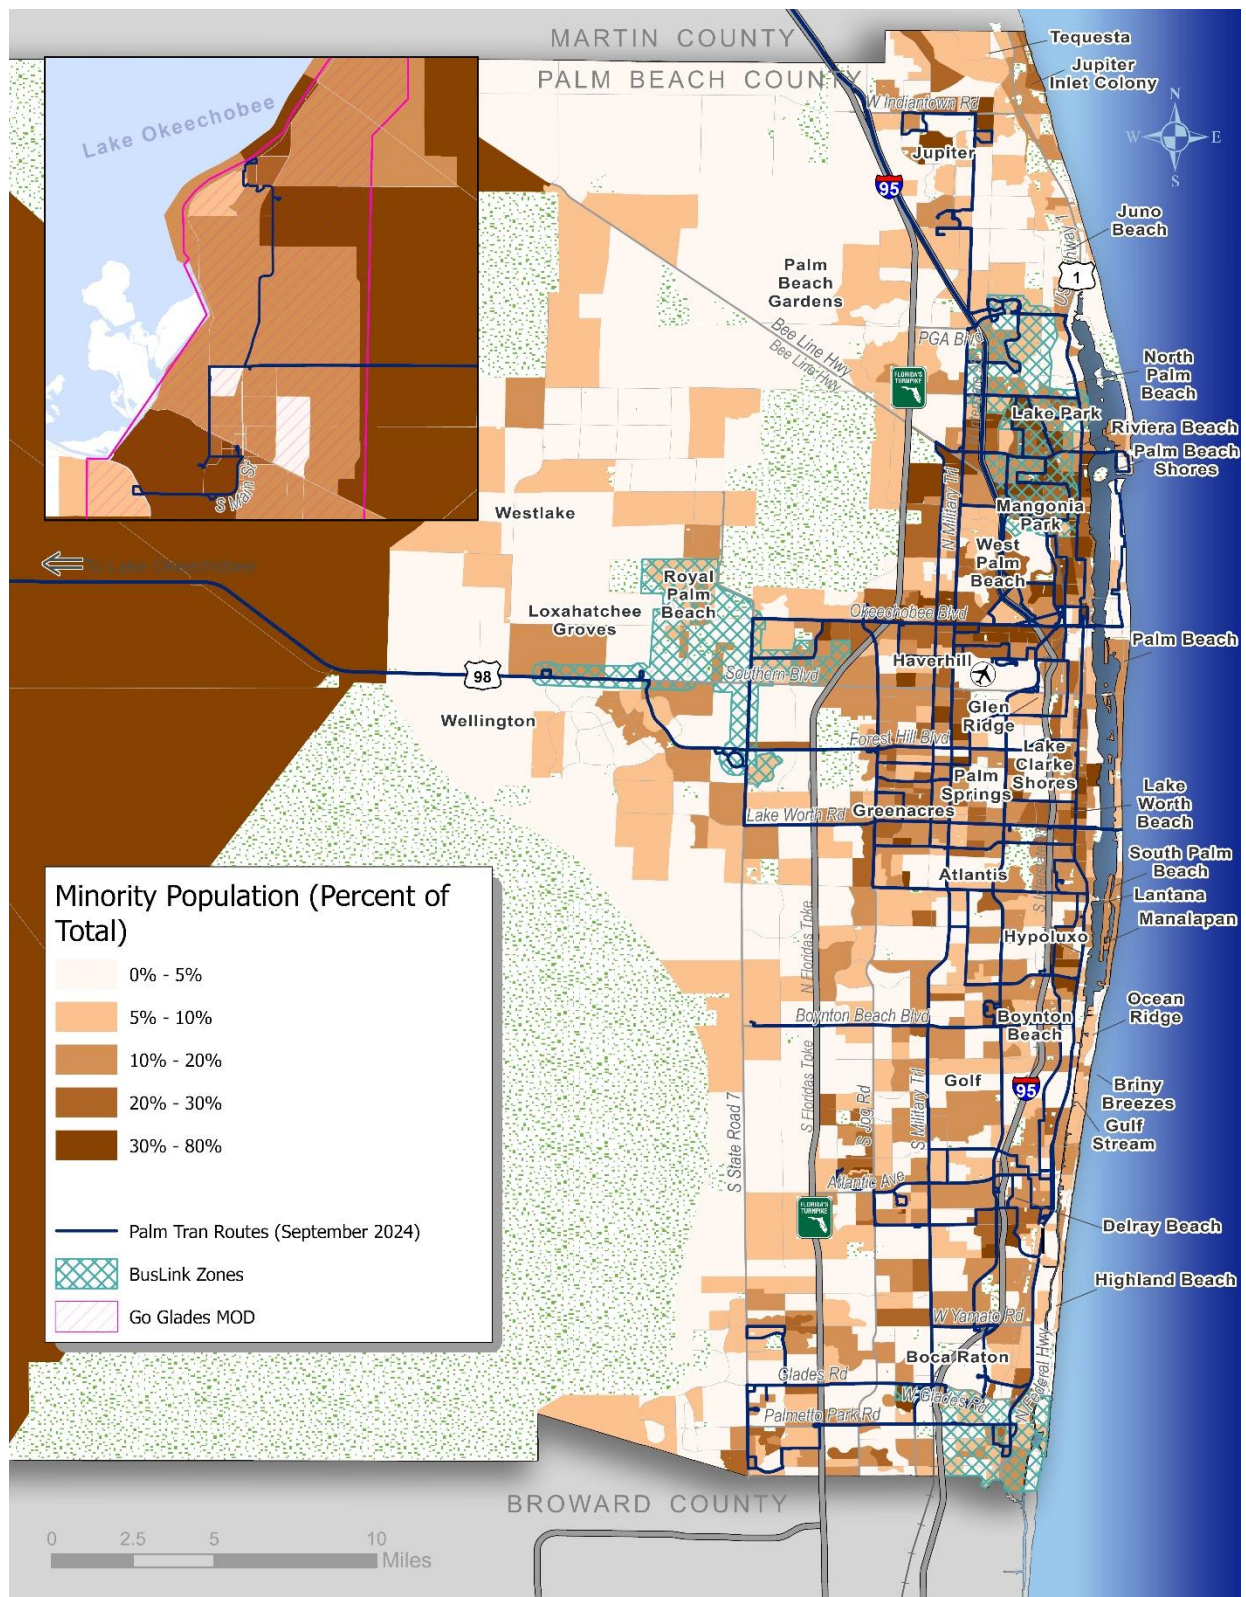 MARTIN COUNTY
PALM BEACH COUNTY
Tequesta
Jupiter
Inlet Colony
W Indiantown Rd
Jupiter
95
N
W
E
S
Lake Okeechobee
Juno
Beach
1
Palm
Beach
Gardens
Bee Line Hwy
Bee Line Hwy
PGA Blvd
FLORIDA'S
TURNPIKE
North
Palm
Beach
Lake Park
Riviera Beach
Palm Beach
Shores
S Main St
N Military Trl
Mangonia
Park
Westlake
West
Palm
Beach
Royal
Palm
Beach
Okeechobee Blvd
Loxahatchee
Groves
Palm Beach
Haverhill
98
Southern Blvd
Wellington
Glen
Ridge
Forest Hill Blvd
Lake
Clarke
Shores
Palm
Springs
Lake
Worth
Beach
Lake Worth Rd
Greenacres
South Palm
Beach
Atlantis
Lantana
Manalapan
Hypoluxo
N Floridas Toke
Ocean
Ridge
Boynton Beach Blvd
Boynton
Beach
S Floridas Toke
Golf
95
Briny
Breezes
Gulf
Stream
S State Road 7
S Jog Rd
S Military Trl
Atlantic Ave
FLORIDA'S
TURNPIKE
Delray Beach
Highland Beach
W Yamato Rd
Boca Raton
Glades Rd
W Glades Rd
N Federal Hwy
Palmetto Park Rd
Minority Population (Percent of
Total)
0% - 5%
5% - 10%
10% - 20%
20% - 30%
30% - 80%
Palm Tran Routes (September 2024)
BusLink Zones
Go Glades MOD
BROWARD COUNTY
0 2.5 5 10
Miles